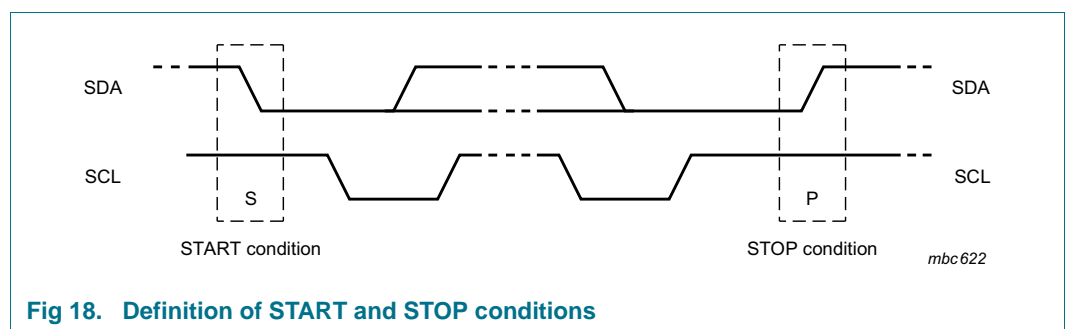 SDA
SDA
SCL
SCL
S
P
START condition
STOP condition
mbc622
Fig 18. Definition of START and STOP conditions